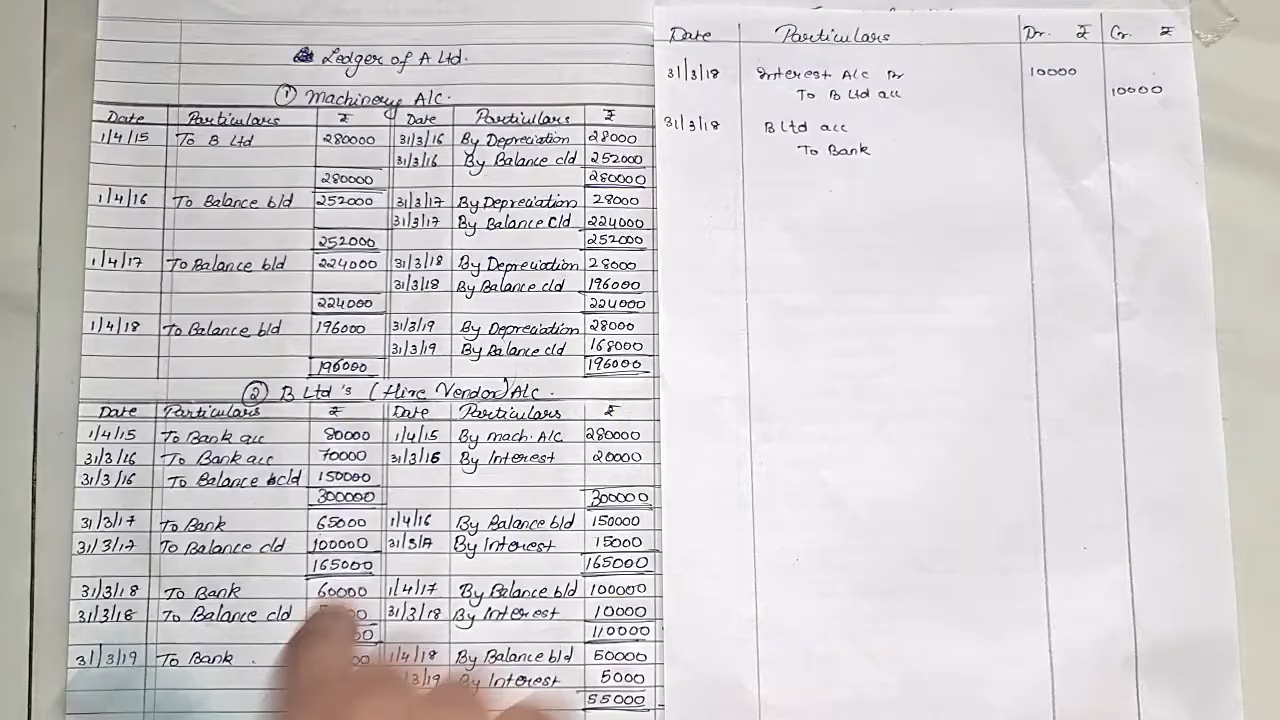 Ledger of A Ltd.
① Machinery A/C.
Date Particulars ₹ Date Particulars ₹
1/4/15 To B Ltd 280000 31/3/16 By Depreciation 28000
31/3/16 By Balance c/d 252000
280000 280000
1/4/16 To Balance b/d 252000 31/3/17 By Depreciation 28000
31/3/17 By Balance C/d 224000
252000 252000
1/4/17 To Balance b/d 224000 31/3/18 By Depreciation 28000
31/3/18 By Balance c/d 196000
224000 224000
1/4/18 To Balance b/d 196000 31/3/19 By Depreciation 28000
31/3/19 By Balance c/d 168000
196000 196000
② B Ltd's (Hire Vendor) A/C.
Date Particulars ₹ Date Particulars ₹
1/4/15 To Bank acc 80000 1/4/15 By mach. A/C 280000
31/3/16 To Bank acc 70000 31/3/16 By Interest 20000
31/3/16 To Balance c/d 150000
300000 300000
31/3/17 To Bank 65000 1/4/16 By Balance b/d 150000
31/3/17 To Balance c/d 100000 31/3/17 By Interest 15000
165000 165000
31/3/18 To Bank 60000 1/4/17 By Balance b/d 100000
31/3/18 To Balance c/d 31/3/18 By Interest 10000
110000
31/3/19 To Bank. 1/4/18 By Balance b/d 50000
By Interest 5000
55000
Date Particulars Dr. ₹ Cr. ₹
31/3/18 Interest A/C Dr 10000
To B Ltd acc 10000
31/3/18 B Ltd acc
To Bank